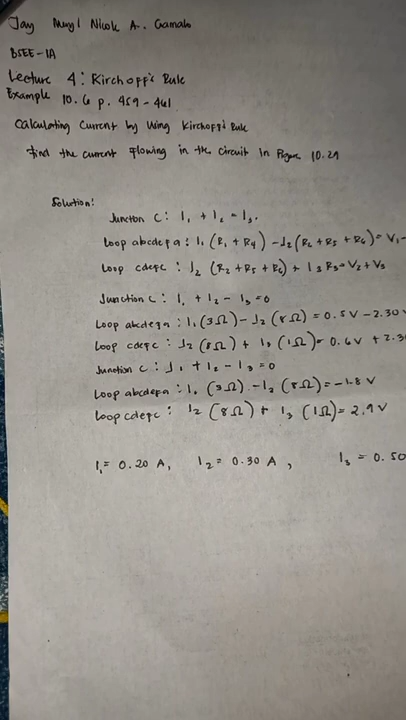 Jay Meryl Nicole A. Gamalo
BSEE-1A
Lecture 4: Kirchoff's Rule
Example 10.6 p. 459-461
Calculating Current by Using Kirchoff's Rule
Find the current flowing in the circuit in Figure 10.29
Solution:
Junction C: I₁ + I₂ = I₃.
Loop abcdefa: I₁ (R₁ + R₄) - I₂ (R₂ + R₅ + R₆) = V₁ -
Loop cdefc: I₂ (R₂ + R₅ + R₆) + I₃ R₃ = V₂ + V₃
Junction c: I₁ + I₂ - I₃ = 0
Loop abcdefa: I₁ (3Ω) - I₂ (8Ω) = 0.5V - 2.30
Loop cdefc: I₂ (8Ω) + I₃ (1Ω) = 0.6V + 2.3
Junction c: I₁ + I₂ - I₃ = 0
Loop abcdefa: I₁ (3Ω) - I₂ (8Ω) = -1.8 V
Loop cdefc: I₂ (8Ω) + I₃ (1Ω) = 2.9 V
I₁ = 0.20 A, I₂ = 0.30 A, I₃ = 0.50